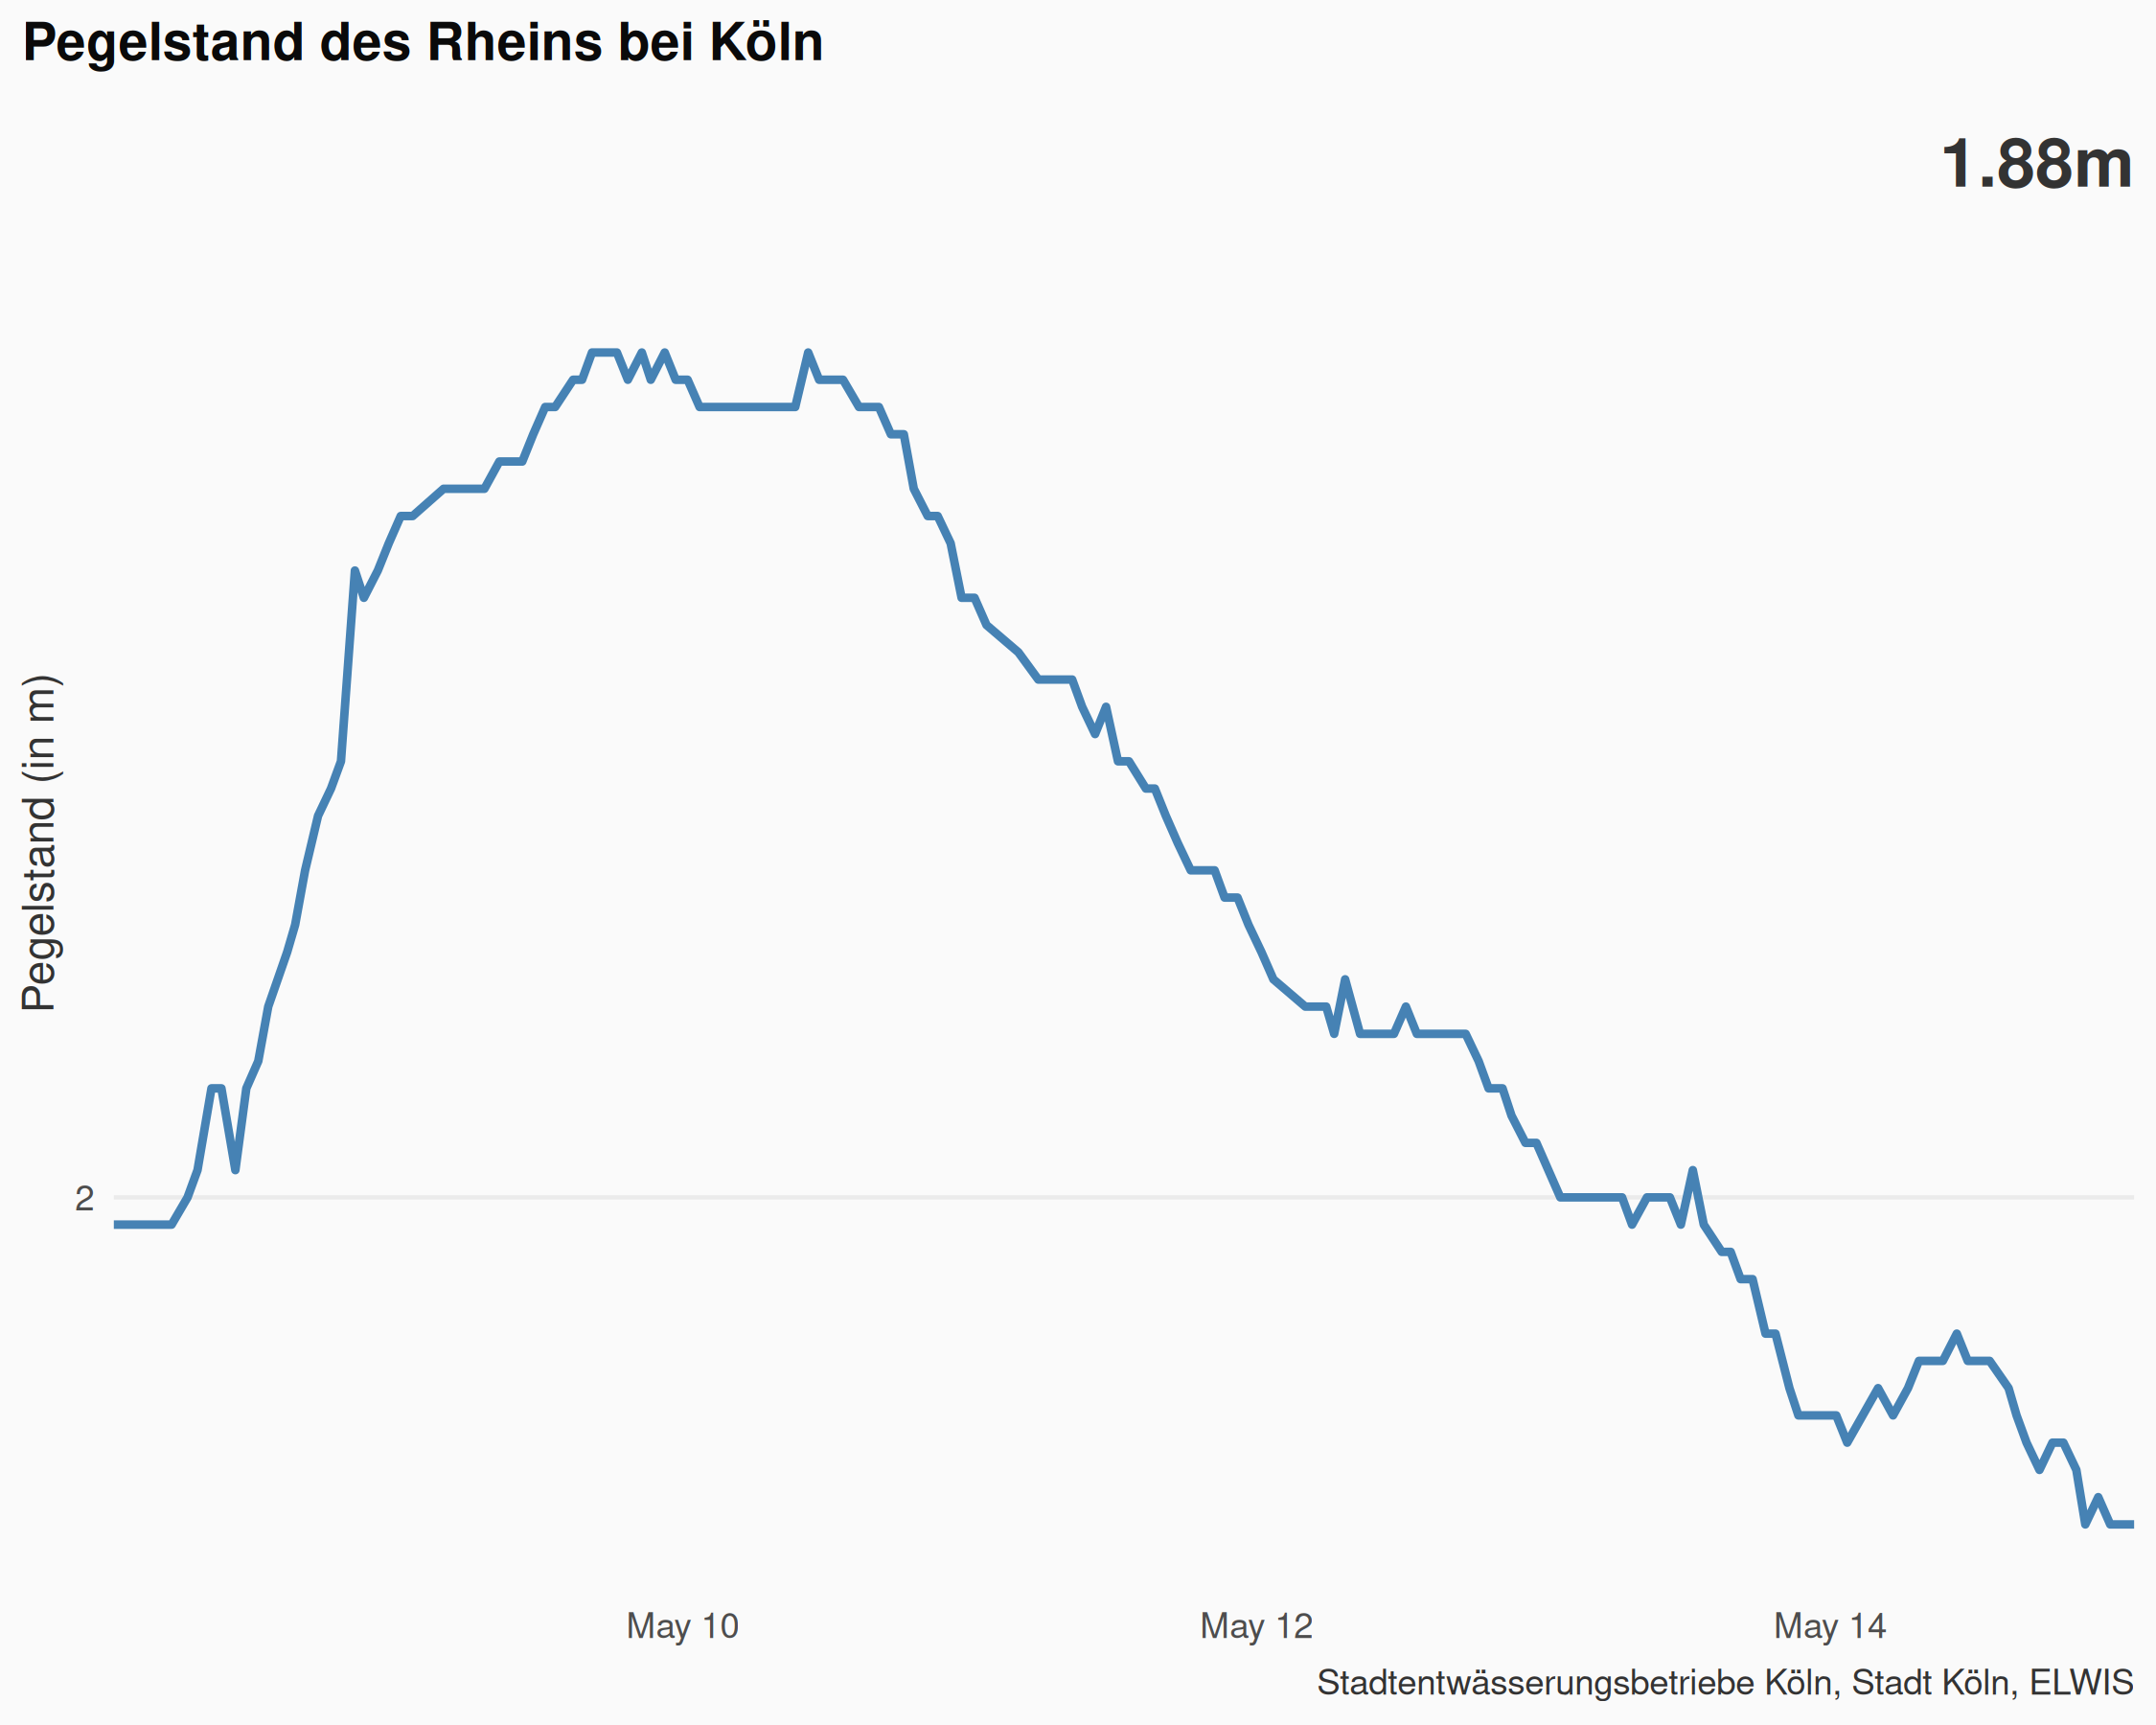 Pegelstand des Rheins bei Köln
1.88m
Pegelstand (in m)
2
May 10
May 12
May 14
Stadtentwässerungsbetriebe Köln, Stadt Köln, ELWIS